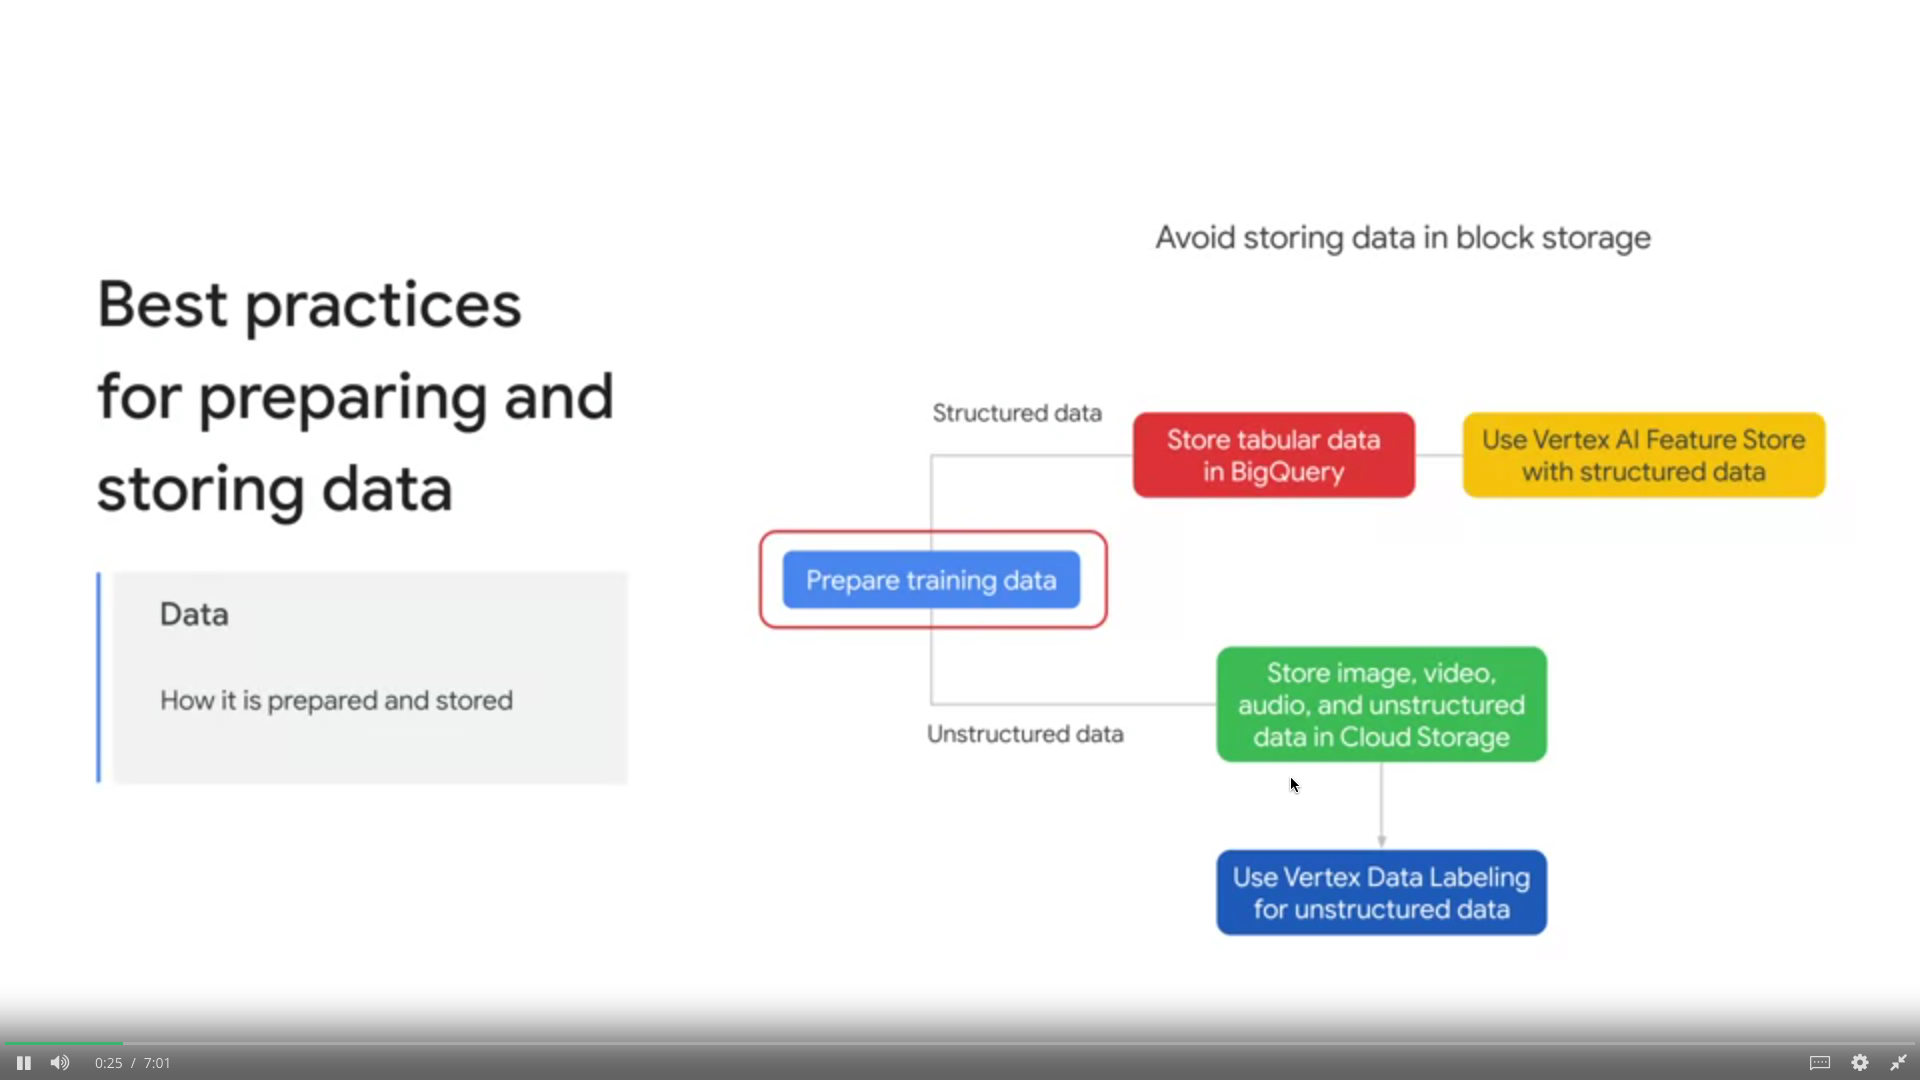 Best practices
for preparing and
storing data
Data
How it is prepared and stored
Avoid storing data in block storage
Structured data
Store tabular data
in BigQuery
Use Vertex AI Feature Store
with structured data
Prepare training data
Unstructured data
Store image, video,
audio, and unstructured
data in Cloud Storage
Use Vertex Data Labeling
for unstructured data
0:25 / 7:01